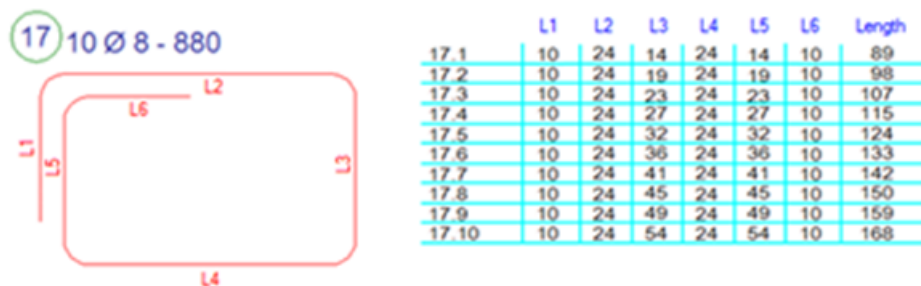 17 10 Ø 8 - 880
L2
L6
L1
L5
L3
L4
L1 L2 L3 L4 L5 L6 Length
17.1 10 24 14 24 14 10 89
17.2 10 24 19 24 19 10 98
17.3 10 24 23 24 23 10 107
17.4 10 24 27 24 27 10 115
17.5 10 24 32 24 32 10 124
17.6 10 24 36 24 36 10 133
17.7 10 24 41 24 41 10 142
17.8 10 24 45 24 45 10 150
17.9 10 24 49 24 49 10 159
17.10 10 24 54 24 54 10 168